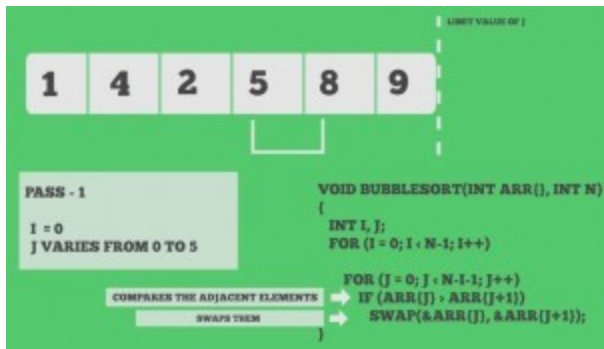 LIMIT VALUE OF J
1 4 2 5 8 9
PASS - 1
I = 0
J VARIES FROM 0 TO 5
VOID BUBBLESORT(INT ARR(), INT N)
{
INT I, J;
FOR (I = 0; I < N-1; I++)
FOR (J = 0; J < N-I-1; J++)
COMPARES THE ADJACENT ELEMENTS
IF (ARR(J) > ARR(J+1))
SWAPS THEM
SWAP(&ARR(J), &ARR(J+1));
}